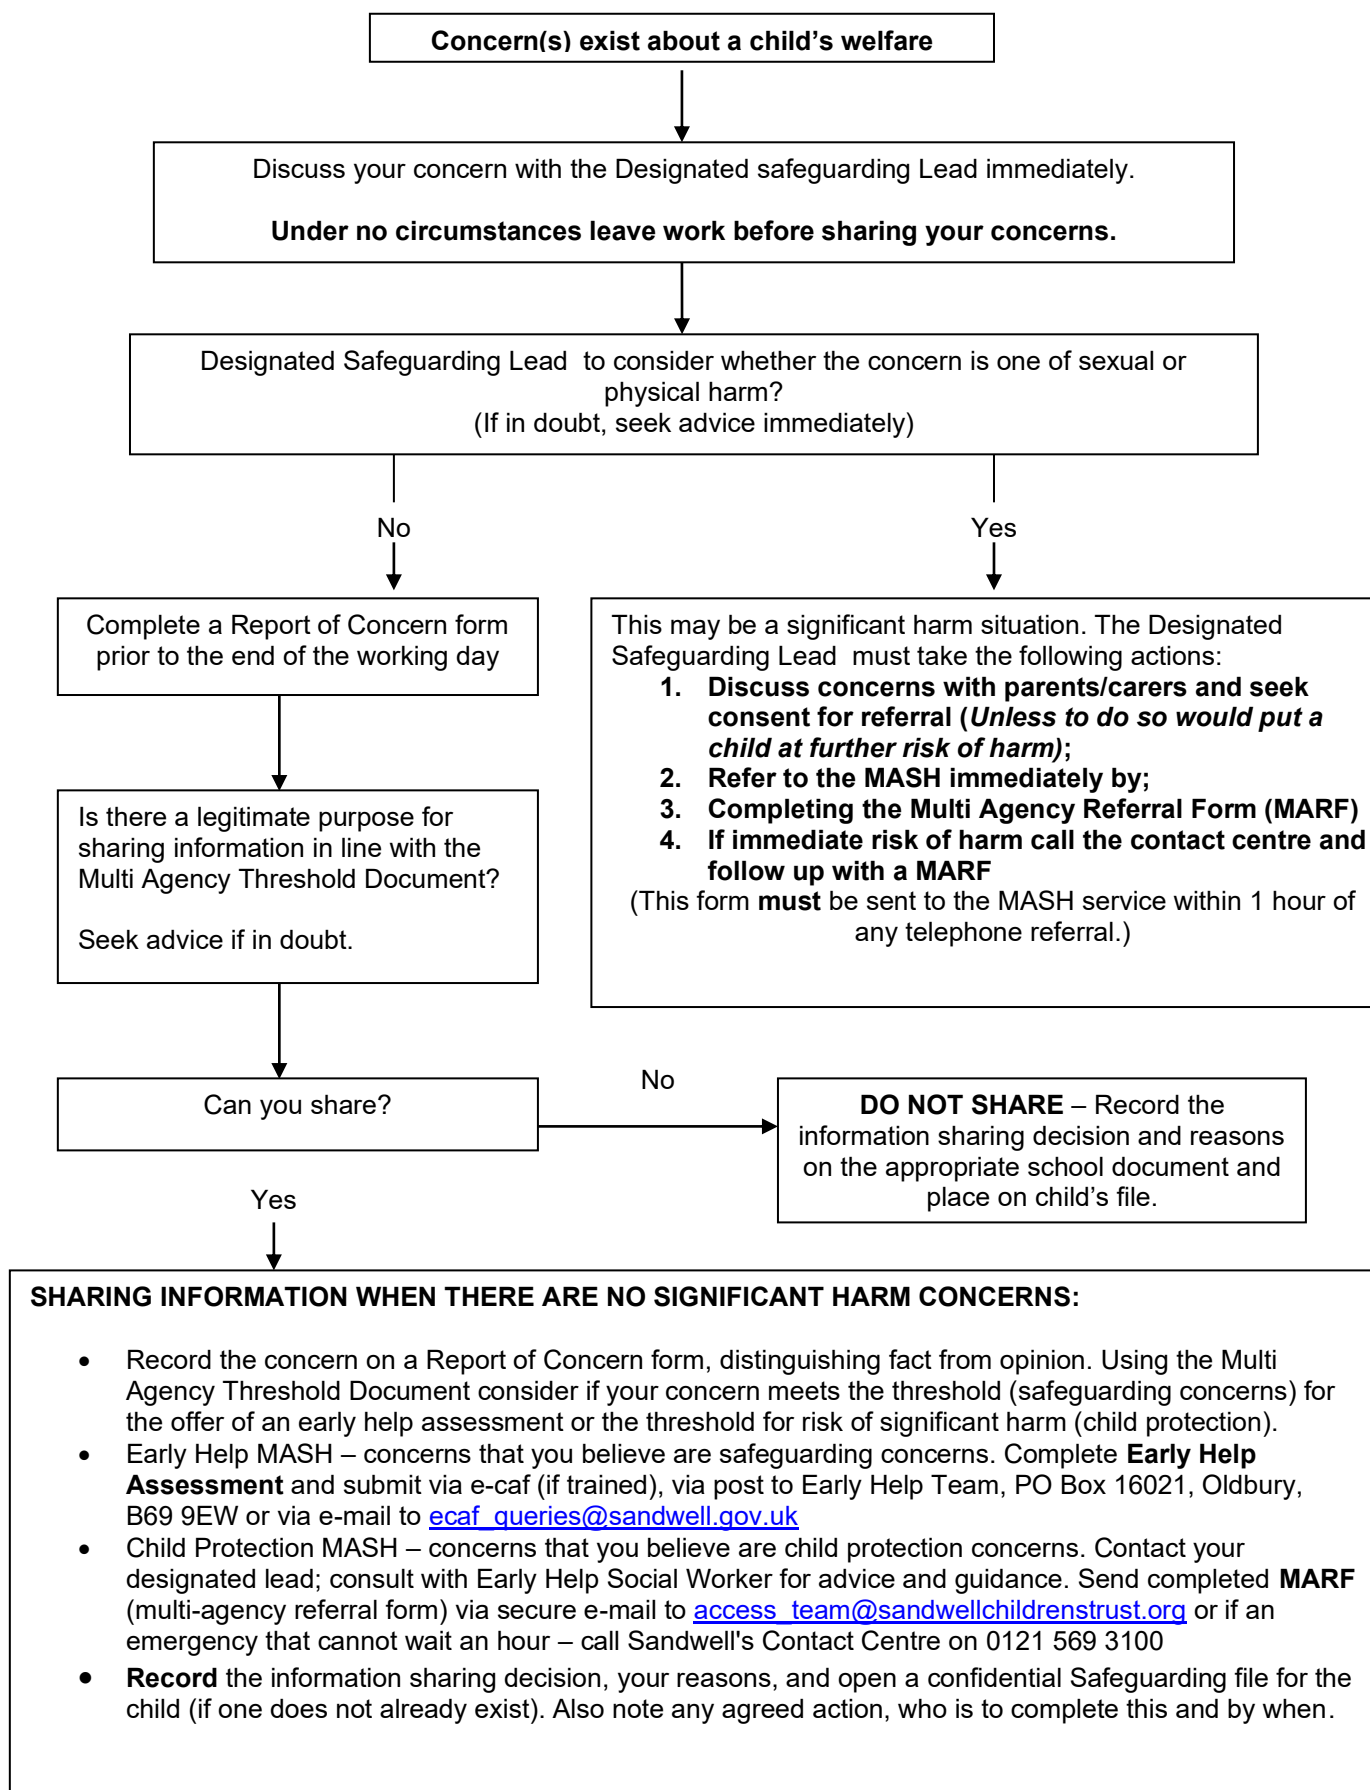 Concern(s) exist about a child's welfare
Discuss your concern with the Designated safeguarding Lead immediately.
Under no circumstances leave work before sharing your concerns.
Designated Safeguarding Lead  to consider whether the concern is one of sexual or
physical harm?
(If in doubt, seek advice immediately)
No
Yes
Complete a Report of Concern form
prior to the end of the working day
This may be a significant harm situation. The Designated
Safeguarding Lead  must take the following actions:
1. Discuss concerns with parents/carers and seek
consent for referral (Unless to do so would put a
child at further risk of harm);
2. Refer to the MASH immediately by;
3. Completing the Multi Agency Referral Form (MARF)
4. If immediate risk of harm call the contact centre and
follow up with a MARF
(This form must be sent to the MASH service within 1 hour of
any telephone referral.)
Is there a legitimate purpose for
sharing information in line with the
Multi Agency Threshold Document?
Seek advice if in doubt.
Can you share?
No
DO NOT SHARE – Record the
information sharing decision and reasons
on the appropriate school document and
place on child's file.
Yes
SHARING INFORMATION WHEN THERE ARE NO SIGNIFICANT HARM CONCERNS:
• Record the concern on a Report of Concern form, distinguishing fact from opinion. Using the Multi
Agency Threshold Document consider if your concern meets the threshold (safeguarding concerns) for
the offer of an early help assessment or the threshold for risk of significant harm (child protection).
• Early Help MASH – concerns that you believe are safeguarding concerns. Complete Early Help
Assessment and submit via e-caf (if trained), via post to Early Help Team, PO Box 16021, Oldbury,
B69 9EW or via e-mail to ecaf_queries@sandwell.gov.uk
• Child Protection MASH – concerns that you believe are child protection concerns. Contact your
designated lead; consult with Early Help Social Worker for advice and guidance. Send completed MARF
(multi-agency referral form) via secure e-mail to access_team@sandwellchildrenstrust.org or if an
emergency that cannot wait an hour – call Sandwell's Contact Centre on 0121 569 3100
• Record the information sharing decision, your reasons, and open a confidential Safeguarding file for the
child (if one does not already exist). Also note any agreed action, who is to complete this and by when.